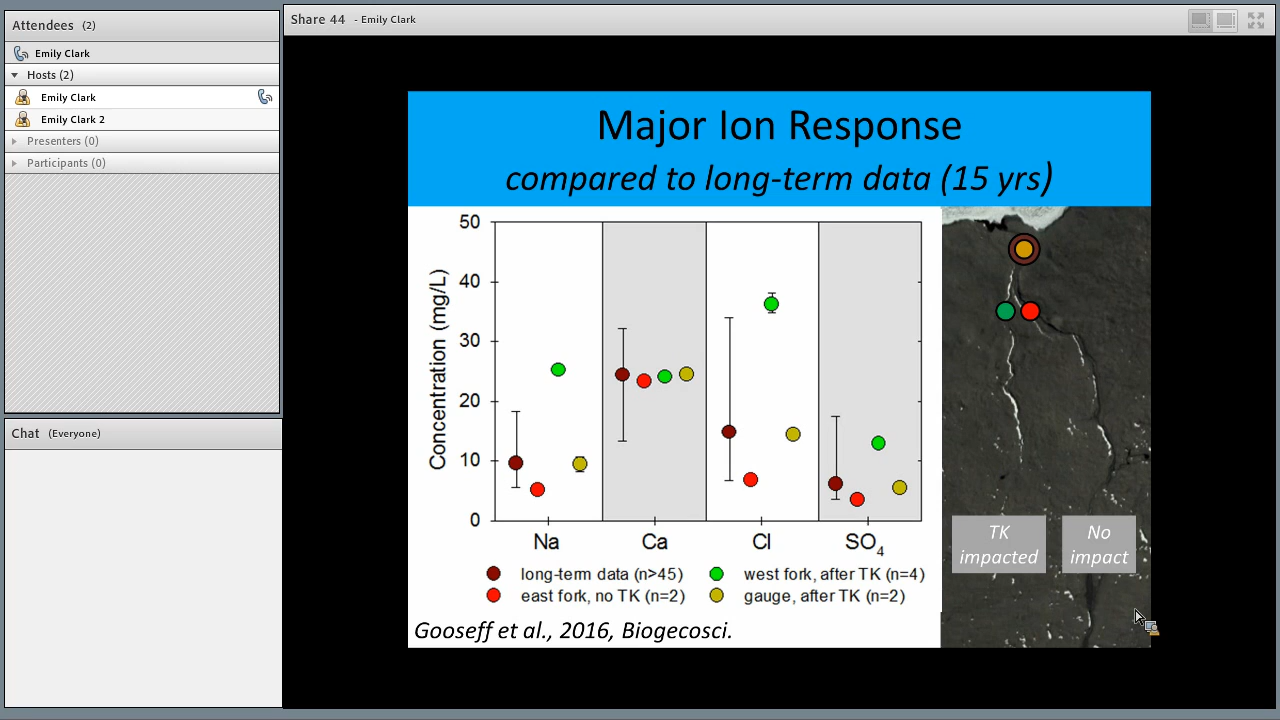 Attendees (2)
Emily Clark
Hosts (2)
Emily Clark
Emily Clark 2
Presenters (0)
Participants (0)
Chat (Everyone)
Share 44 - Emily Clark
Major Ion Response
compared to long-term data (15 yrs)
50
40
30
20
10
0
Concentration (mg/L)
Na Ca Cl SO4
long-term data (n>45)
west fork, after TK (n=4)
east fork, no TK (n=2)
gauge, after TK (n=2)
Gooseff et al., 2016, Biogecosci.
TK
impacted
No
impact